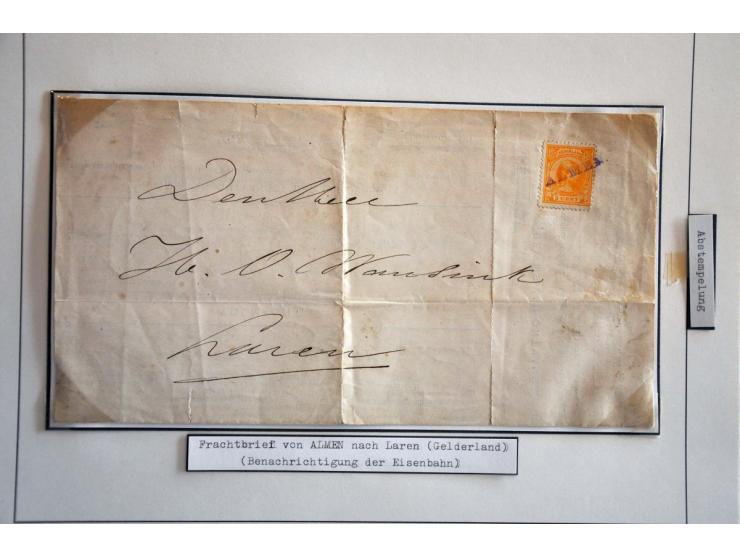 Den Heer
H. O. Wansink
Laren
Abstempelung
Frachtbrief von ALMEN nach Laren (Gelderland)
(Benachrichtigung der Eisenbahn)